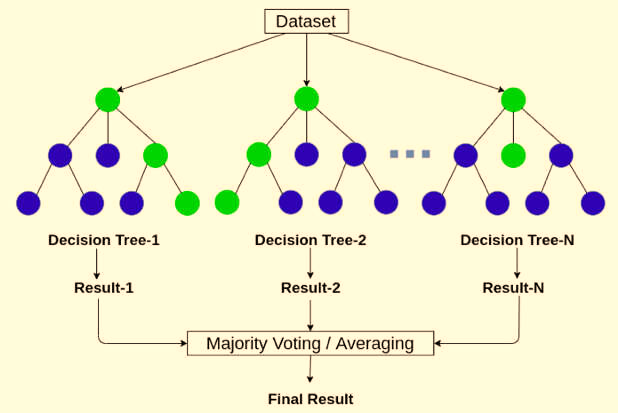 Dataset
Decision Tree-1
Decision Tree-2
Decision Tree-N
Result-1
Result-2
Result-N
Majority Voting / Averaging
Final Result